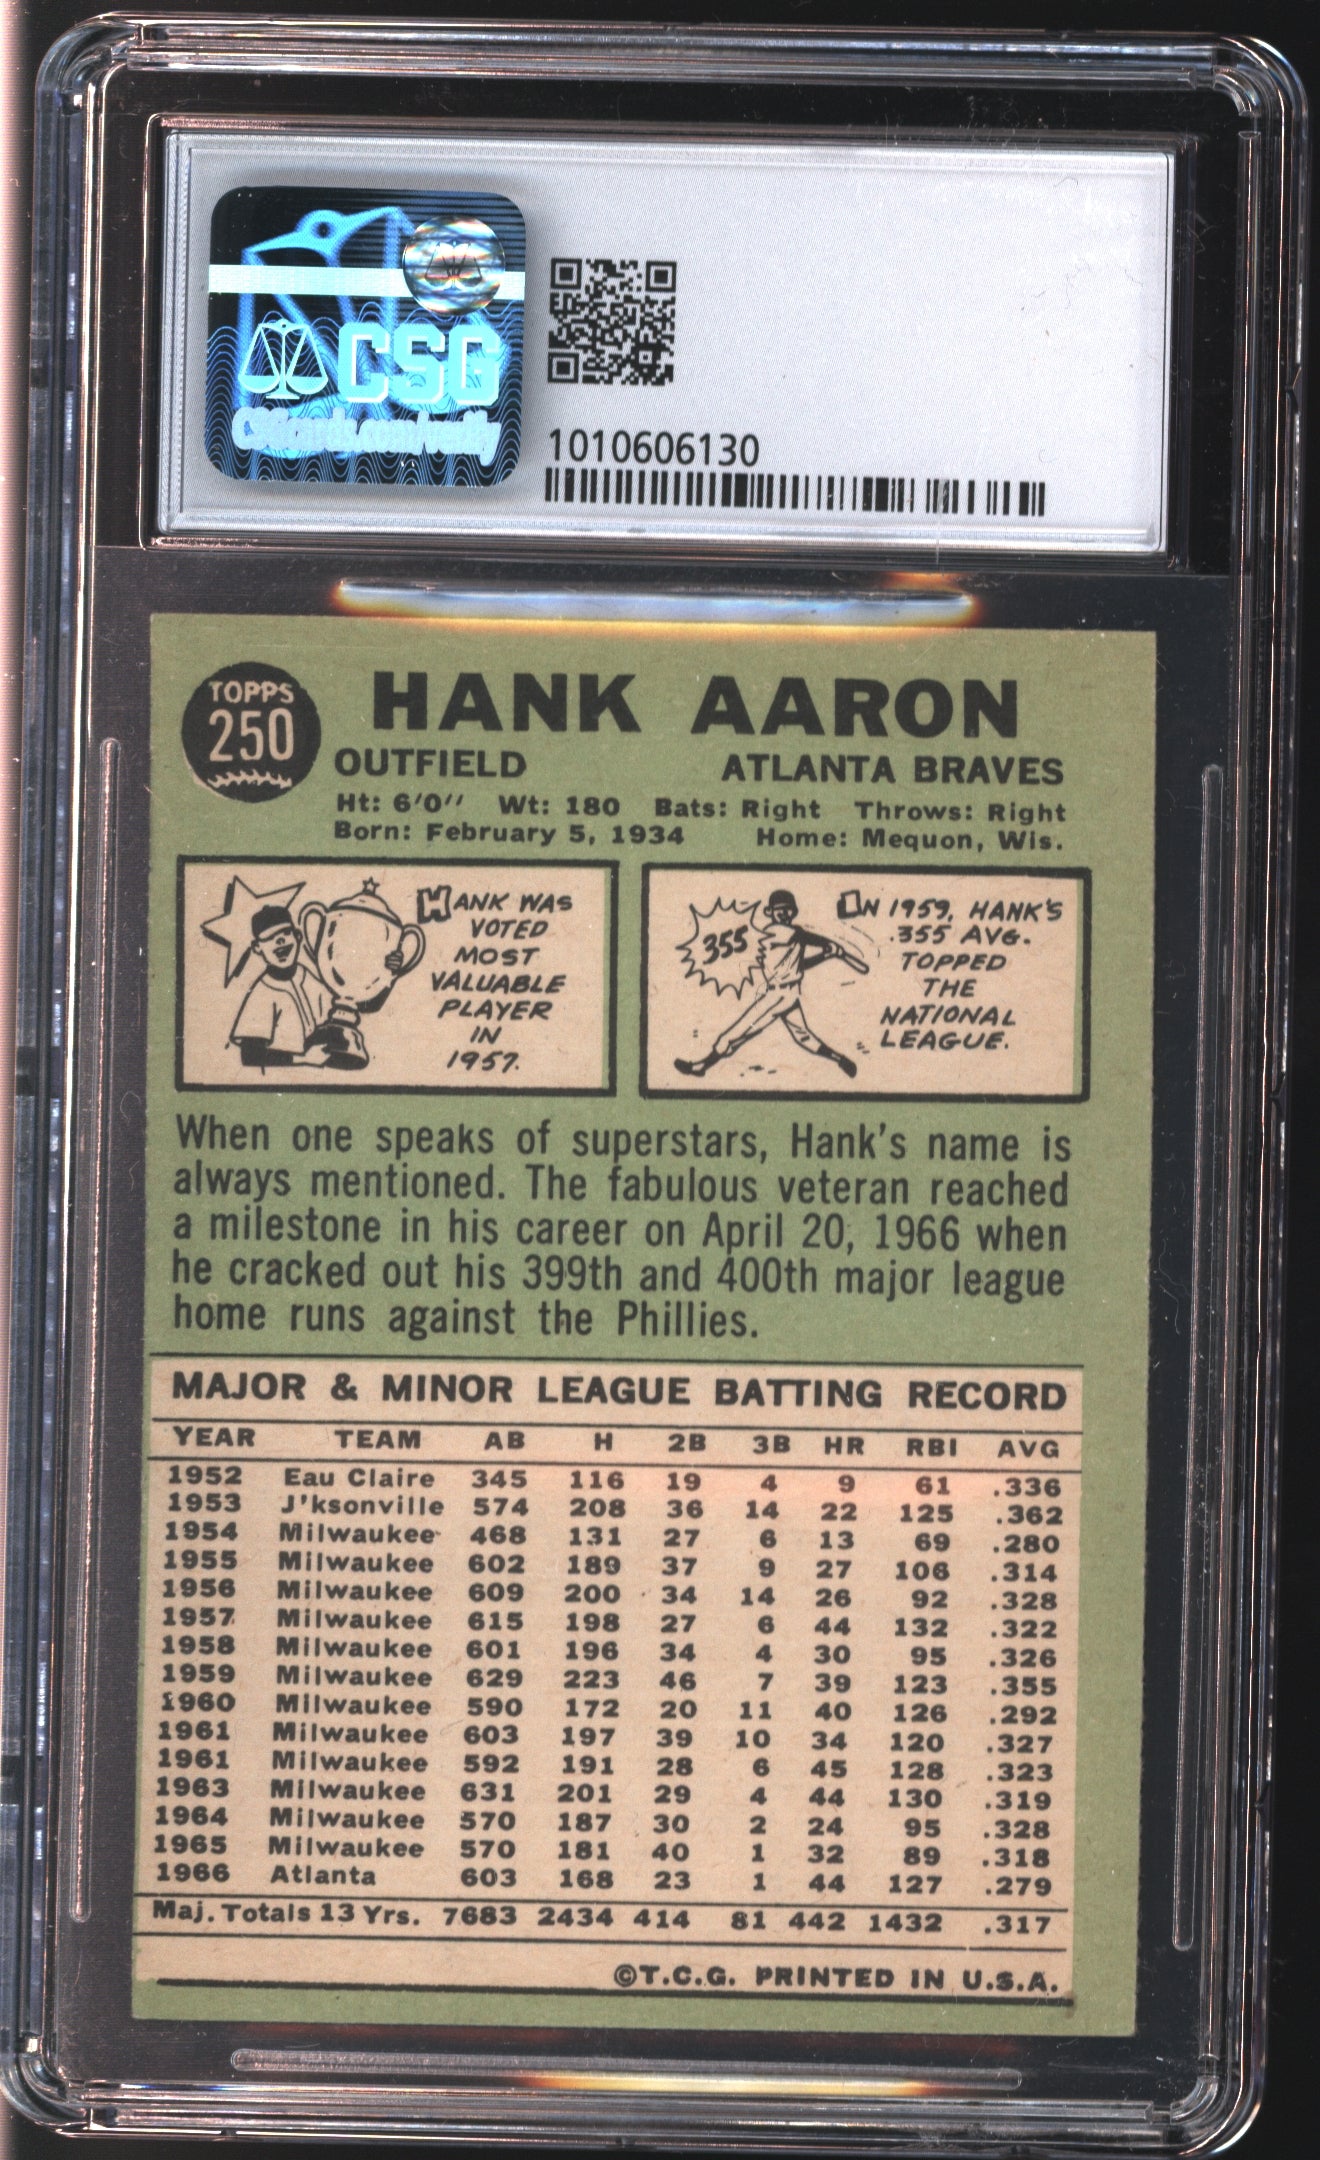 CSG
1010606130
TOPPS
250
HANK AARON
OUTFIELD ATLANTA BRAVES
Ht: 6'0" Wt: 180 Bats: Right Throws: Right
Born: February 5, 1934 Home: Mequon, Wis.
HANK WAS
VOTED
MOST
VALUABLE
PLAYER
IN
1957.
355
IN 1959, HANK'S
.355 AVG.
TOPPED
THE
NATIONAL
LEAGUE.
When one speaks of superstars, Hank's name is
always mentioned. The fabulous veteran reached
a milestone in his career on April 20, 1966 when
he cracked out his 399th and 400th major league
home runs against the Phillies.
MAJOR & MINOR LEAGUE BATTING RECORD
YEAR TEAM AB H 2B 3B HR RBI AVG
1952 Eau Claire 345 116 19 4 9 61 .336
1953 J'ksonville 574 208 36 14 22 125 .362
1954 Milwaukee 468 131 27 6 13 69 .280
1955 Milwaukee 602 189 37 9 27 106 .314
1956 Milwaukee 609 200 34 14 26 92 .328
1957 Milwaukee 615 198 27 6 44 132 .322
1958 Milwaukee 601 196 34 4 30 95 .326
1959 Milwaukee 629 223 46 7 39 123 .355
1960 Milwaukee 590 172 20 11 40 126 .292
1961 Milwaukee 603 197 39 10 34 120 .327
1961 Milwaukee 592 191 28 6 45 128 .323
1963 Milwaukee 631 201 29 4 44 130 .319
1964 Milwaukee 570 187 30 2 24 95 .328
1965 Milwaukee 570 181 40 1 32 89 .318
1966 Atlanta 603 168 23 1 44 127 .279
Maj. Totals 13 Yrs. 7683 2434 414 81 442 1432 .317
©T.C.G. PRINTED IN U.S.A.